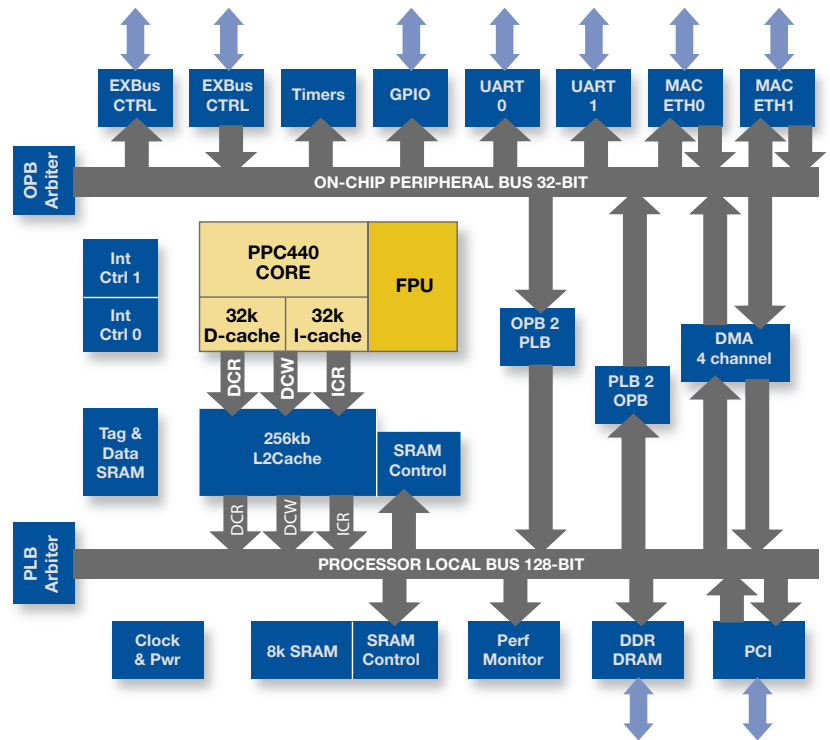 EXBus
CTRL
EXBus
CTRL
Timers
GPIO
UART
0
UART
1
MAC
ETH0
MAC
ETH1
OPB
Arbiter
ON-CHIP PERIPHERAL BUS 32-BIT
Int
Ctrl 1
Int
Ctrl 0
PPC440
CORE
FPU
32k
D-cache
32k
I-cache
OPB 2
PLB
PLB 2
OPB
DMA
4 channel
DCR
DCW
ICR
Tag &
Data
SRAM
256kb
L2Cache
SRAM
Control
DCR
DCW
ICR
PLB
Arbiter
PROCESSOR LOCAL BUS 128-BIT
Clock
& Pwr
8k SRAM
SRAM
Control
Perf
Monitor
DDR
DRAM
PCI